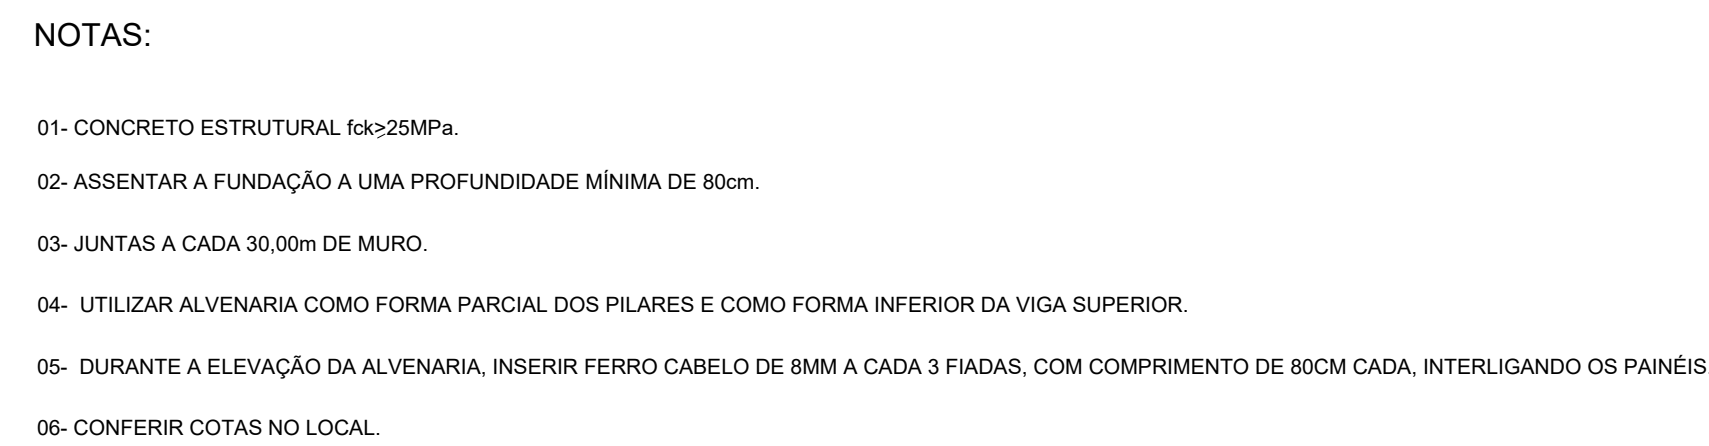 NOTAS:
01- CONCRETO ESTRUTURAL fck≥25MPa.
02- ASSENTAR A FUNDAÇÃO A UMA PROFUNDIDADE MÍNIMA DE 80cm.
03- JUNTAS A CADA 30,00m DE MURO.
04- UTILIZAR ALVENARIA COMO FORMA PARCIAL DOS PILARES E COMO FORMA INFERIOR DA VIGA SUPERIOR.
05- DURANTE A ELEVAÇÃO DA ALVENARIA, INSERIR FERRO CABELO DE 8MM A CADA 3 FIADAS, COM COMPRIMENTO DE 80CM CADA, INTERLIGANDO OS PAINÉIS.
06- CONFERIR COTAS NO LOCAL.